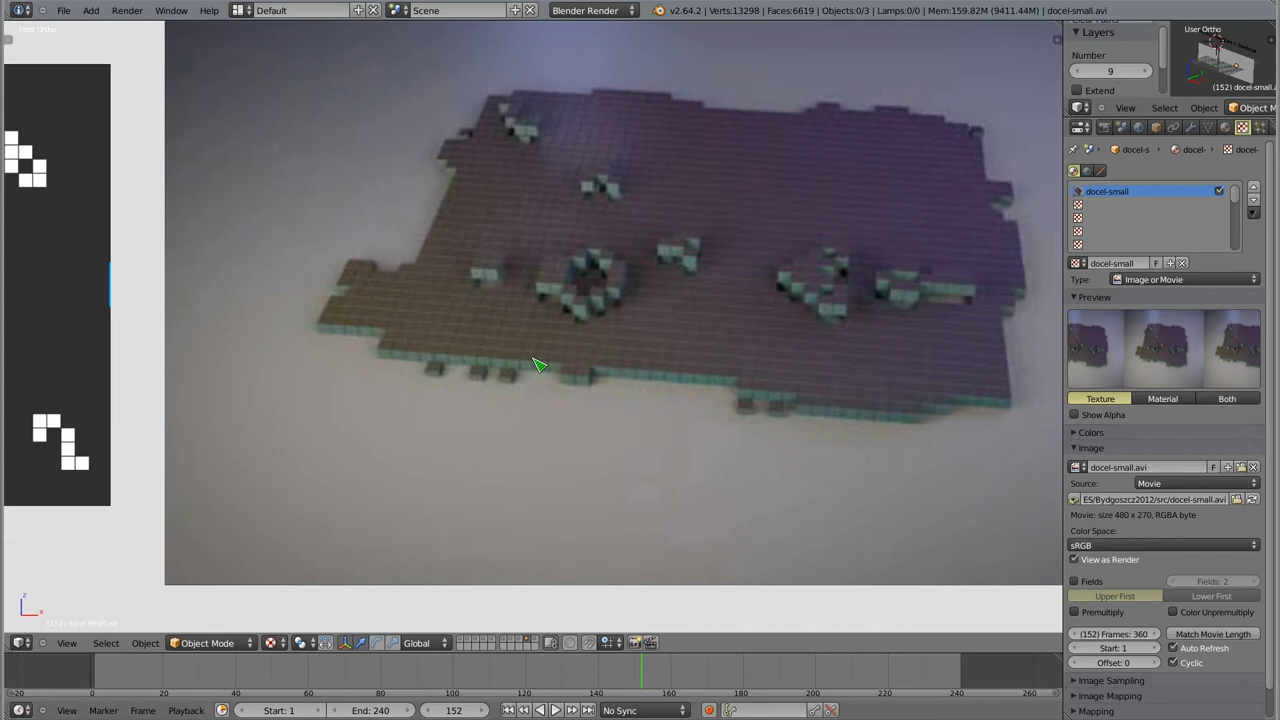 File Add Render Window Help Default Scene Blender Render v2.64.2 | Verts:13298 | Faces:6619 | Objects:0/3 | Lamps:0/0 | Mem:159.82M (9411.44M) | docel-small.avi
Front Ortho
User Ortho
Layers
Number
9
Extend
(152) docel-small.
View Select Object Object M
docel-s docel- docel-
docel-small
docel-small F
Type: Image or Movie
Preview
Texture Material Both
Show Alpha
Colors
Image
docel-small.avi F
Source: Movie
ES/Bydgoszcz2012/src/docel-small.avi
Movie: size 480 x 270, RGBA byte
Color Space:
sRGB
View as Render
Fields Fields: 2
Upper First Lower First
Premultiply Color Unpremultiply
(152) Frames: 360 Match Movie Length
Start: 1 Auto Refresh
Offset: 0 Cyclic
Image Sampling
Image Mapping
Mapping
z
x
(152) docel-small.avi
View Select Object Object Mode Global
-20 0 20 40 60 80 100 120 140 160 180 200 220 240 260
View Marker Frame Playback Start: 1 End: 240 152 No Sync